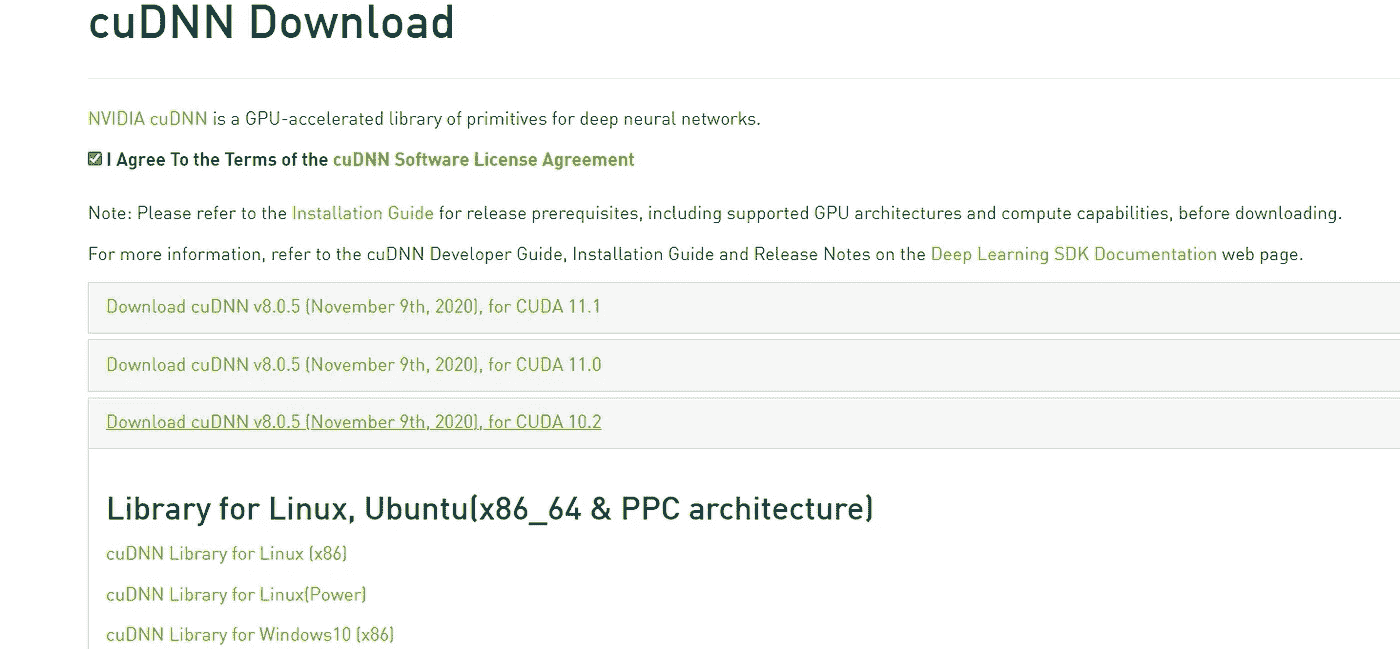 cuDNN Download
NVIDIA cuDNN is a GPU-accelerated library of primitives for deep neural networks.
I Agree To the Terms of the cuDNN Software License Agreement
Note: Please refer to the Installation Guide for release prerequisites, including supported GPU architectures and compute capabilities, before downloading.
For more information, refer to the cuDNN Developer Guide, Installation Guide and Release Notes on the Deep Learning SDK Documentation web page.
Download cuDNN v8.0.5 (November 9th, 2020), for CUDA 11.1
Download cuDNN v8.0.5 (November 9th, 2020), for CUDA 11.0
Download cuDNN v8.0.5 (November 9th, 2020), for CUDA 10.2
Library for Linux, Ubuntu(x86_64 & PPC architecture)
cuDNN Library for Linux (x86)
cuDNN Library for Linux(Power)
cuDNN Library for Windows10 (x86)